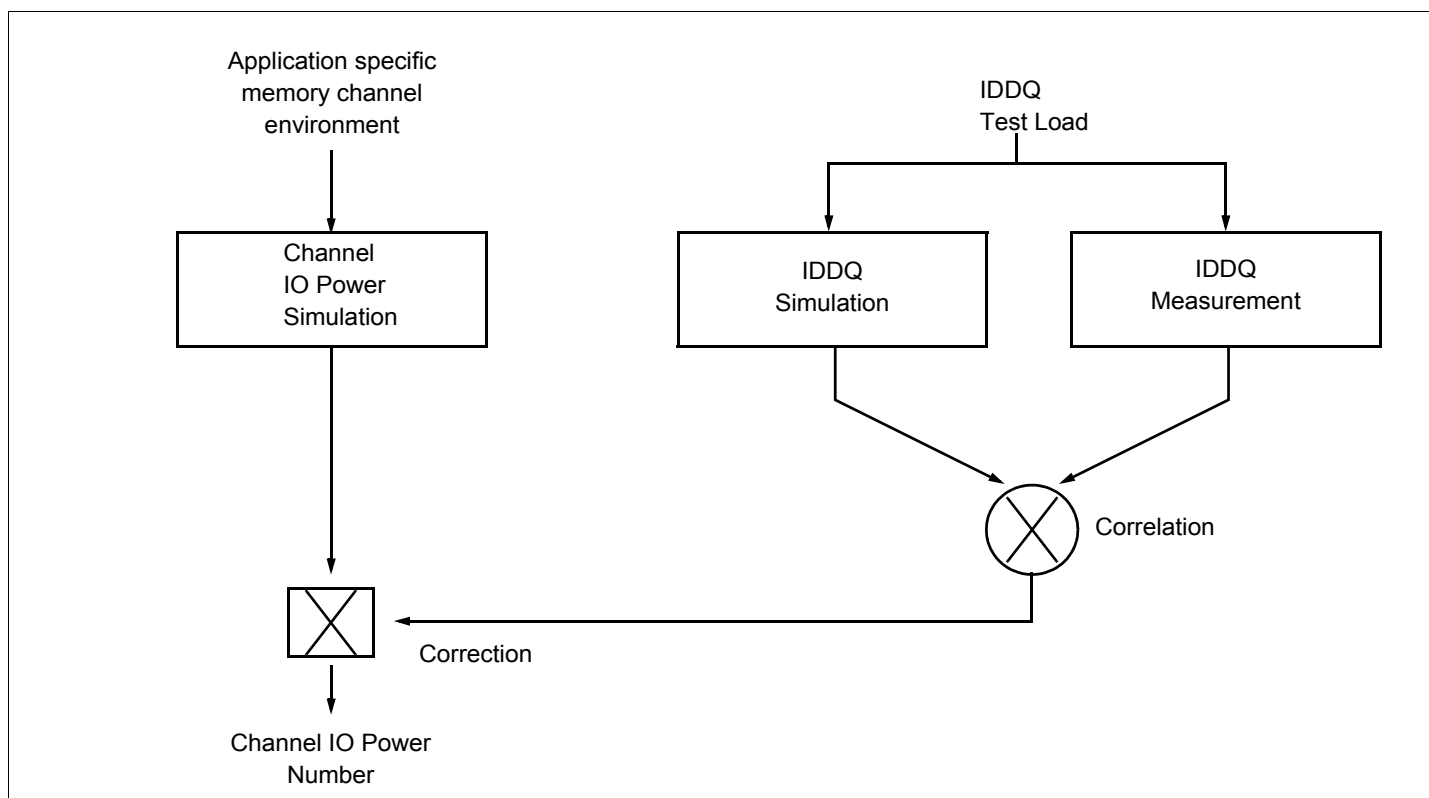 Application specific
memory channel
environment
IDDQ
Test Load
Channel
IO Power
Simulation
IDDQ
Simulation
IDDQ
Measurement
Correlation
Correction
Channel IO Power
Number